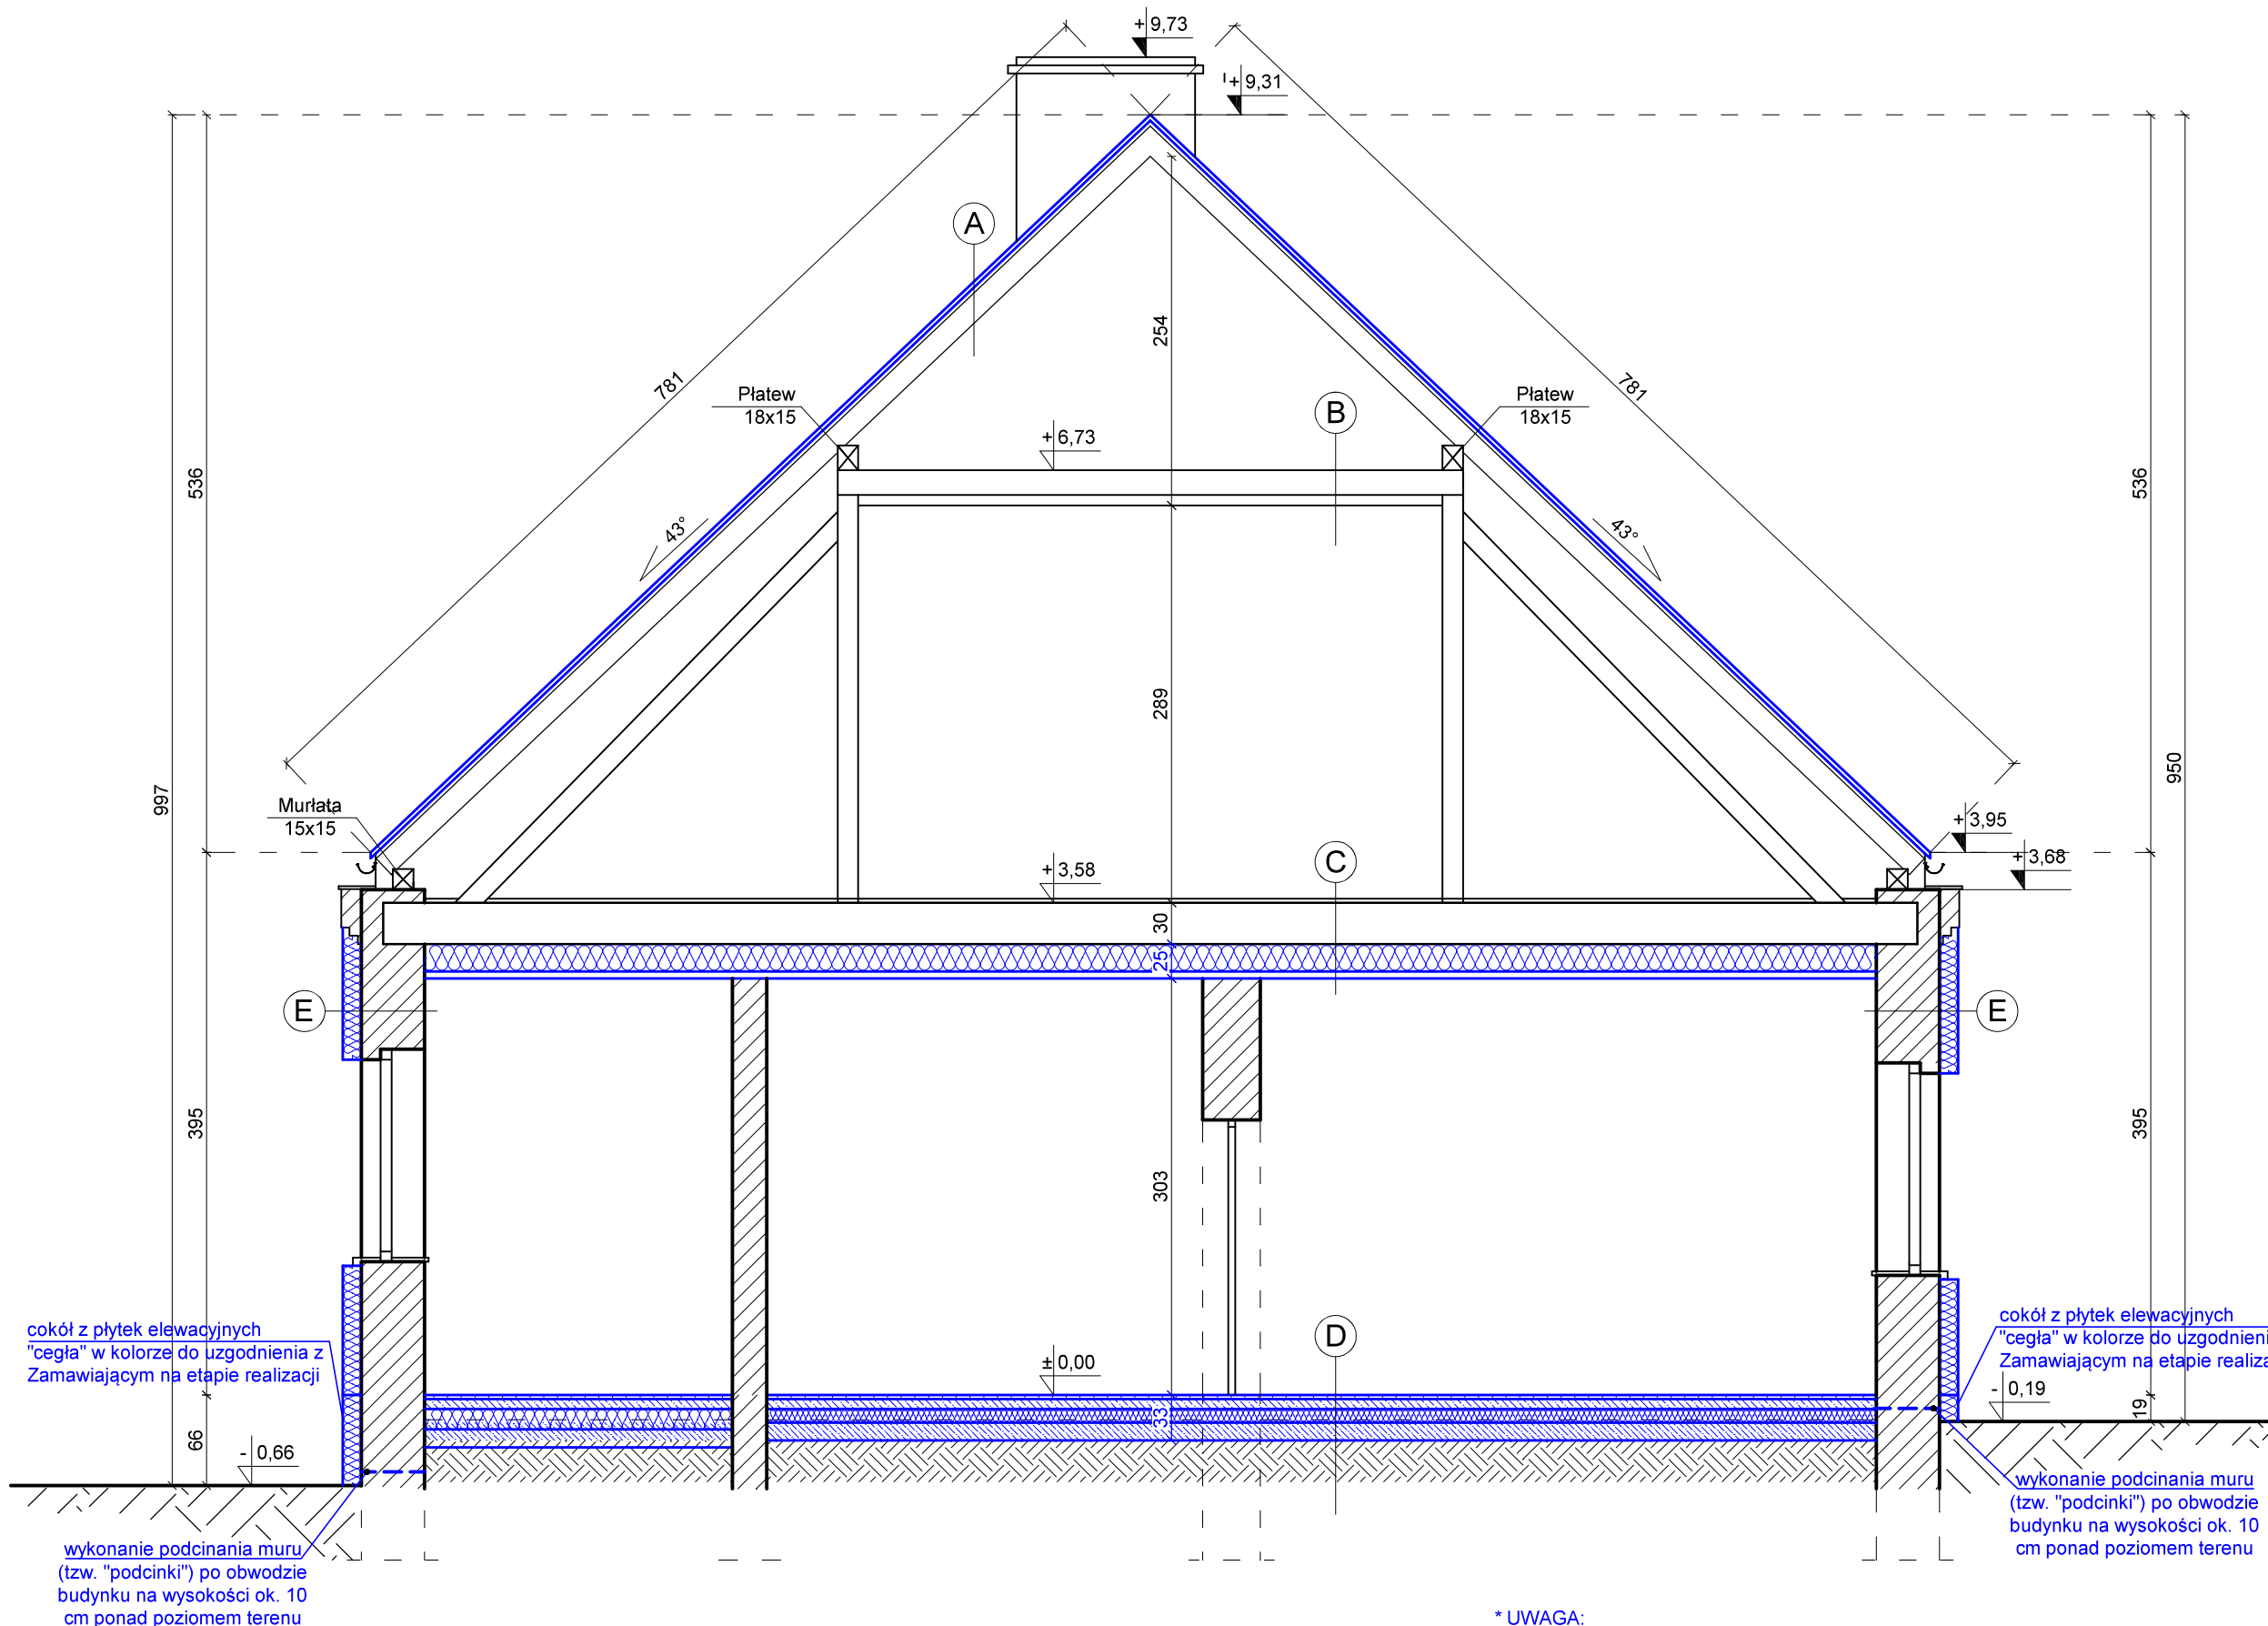 + 9,73
+ 9,31
A
254
781
781
Płatew
18x15
Płatew
18x15
B
+ 6,73
536
536
43°
43°
289
997
950
Murłata
15x15
+ 3,95
+ 3,68
C
+ 3,58
30
25
E
E
395
395
303
cokół z płytek elewacyjnych
"cegła" w kolorze do uzgodnienia z
Zamawiającym na etapie realizacji
cokół z płytek elewacyjnych
"cegła" w kolorze do uzgodnieni
Zamawiającym na etapie realiza
D
± 0,00
- 0,19
19
33
66
- 0,66
wykonanie podcinania muru
(tzw. "podcinki") po obwodzie
budynku na wysokości ok. 10
cm ponad poziomem terenu
wykonanie podcinania muru
(tzw. "podcinki") po obwodzie
budynku na wysokości ok. 10
cm ponad poziomem terenu
* UWAGA: